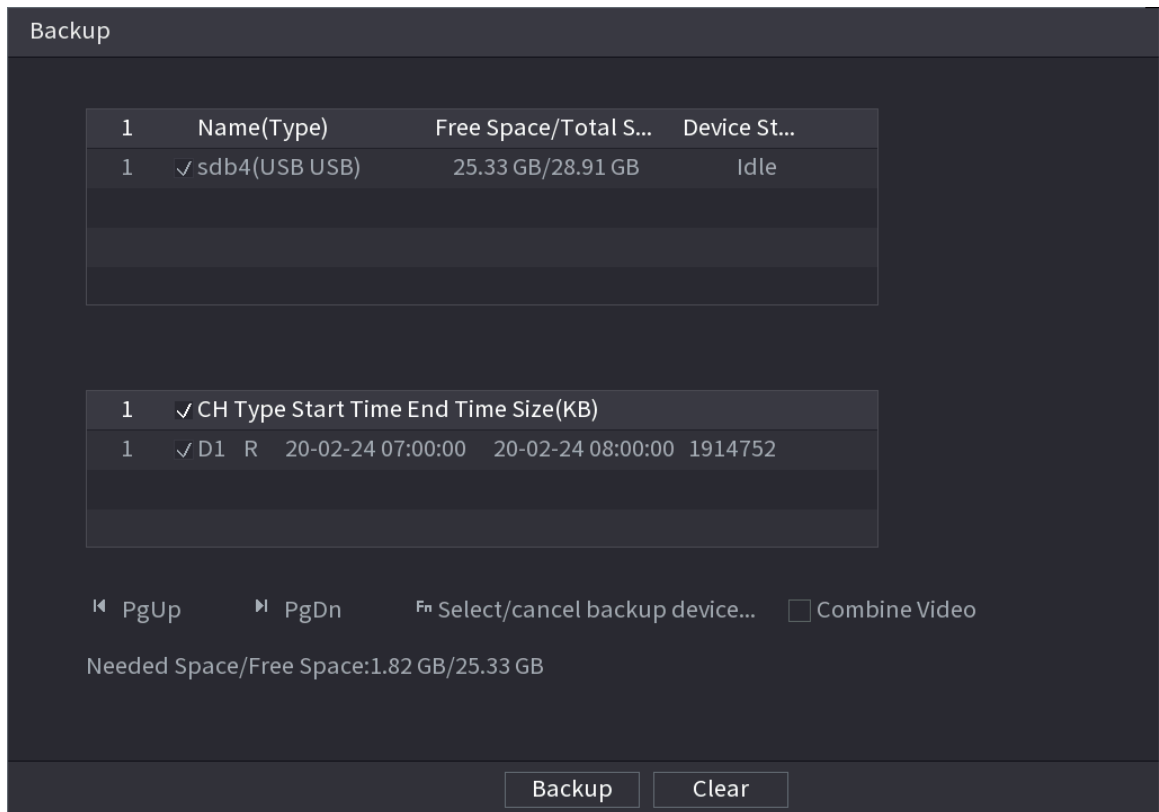 Backup
1 Name(Type) Free Space/Total S... Device St...
1 sdb4(USB USB) 25.33 GB/28.91 GB Idle
1 CH Type Start Time End Time Size(KB)
1 D1 R 20-02-24 07:00:00 20-02-24 08:00:00 1914752
PgUp PgDn Fn Select/cancel backup device... Combine Video
Needed Space/Free Space:1.82 GB/25.33 GB
Backup Clear